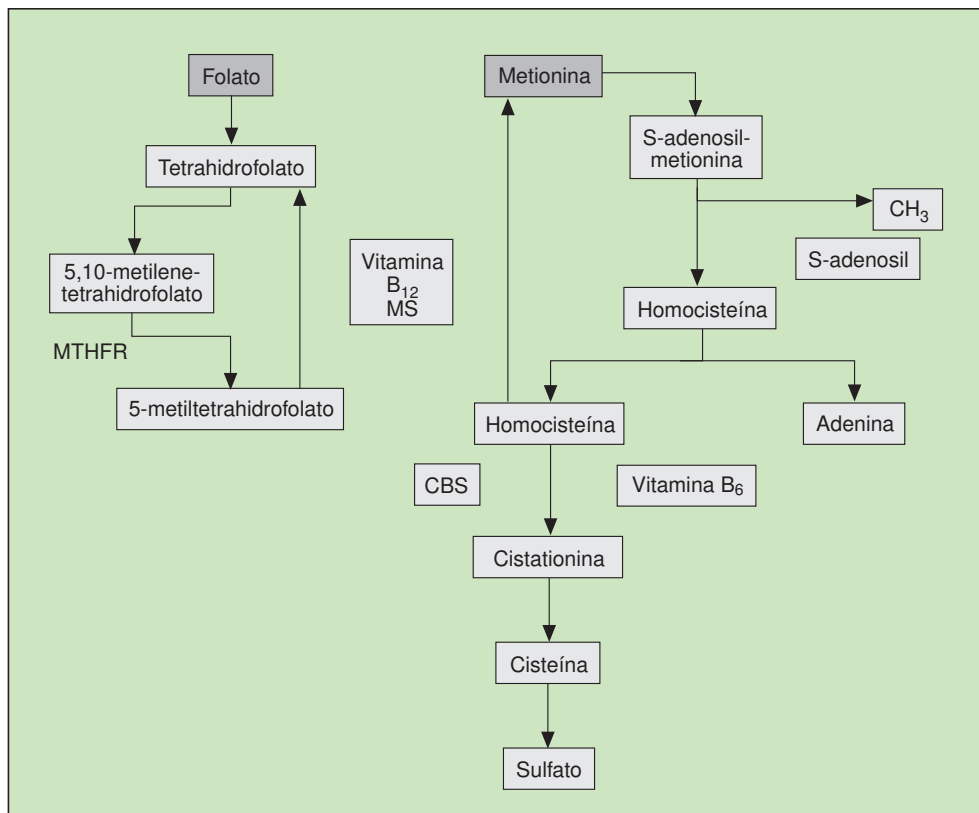 Folato
Tetrahidrofolato
5,10-metilene-
tetrahidrofolato
MTHFR
5-metiltetrahidrofolato
Vitamina
B₁₂
MS
Metionina
S-adenosil-
metionina
CH₃
S-adenosil
Homocisteína
Homocisteína
Adenina
CBS
Vitamina B₆
Cistationina
Cisteína
Sulfato